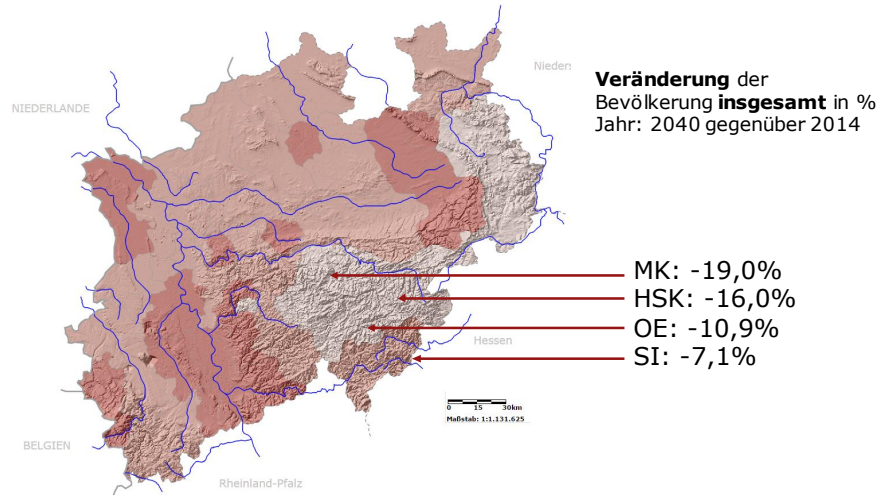 Nieders
Veränderung der
Bevölkerung insgesamt in %
Jahr: 2040 gegenüber 2014
NIEDERLANDE
MK: -19,0%
HSK: -16,0%
OE: -10,9%
SI: -7,1%
Hessen
0 15 30km
Maßstab: 1:1.131.625
BELGIEN
Rheinland-Pfalz